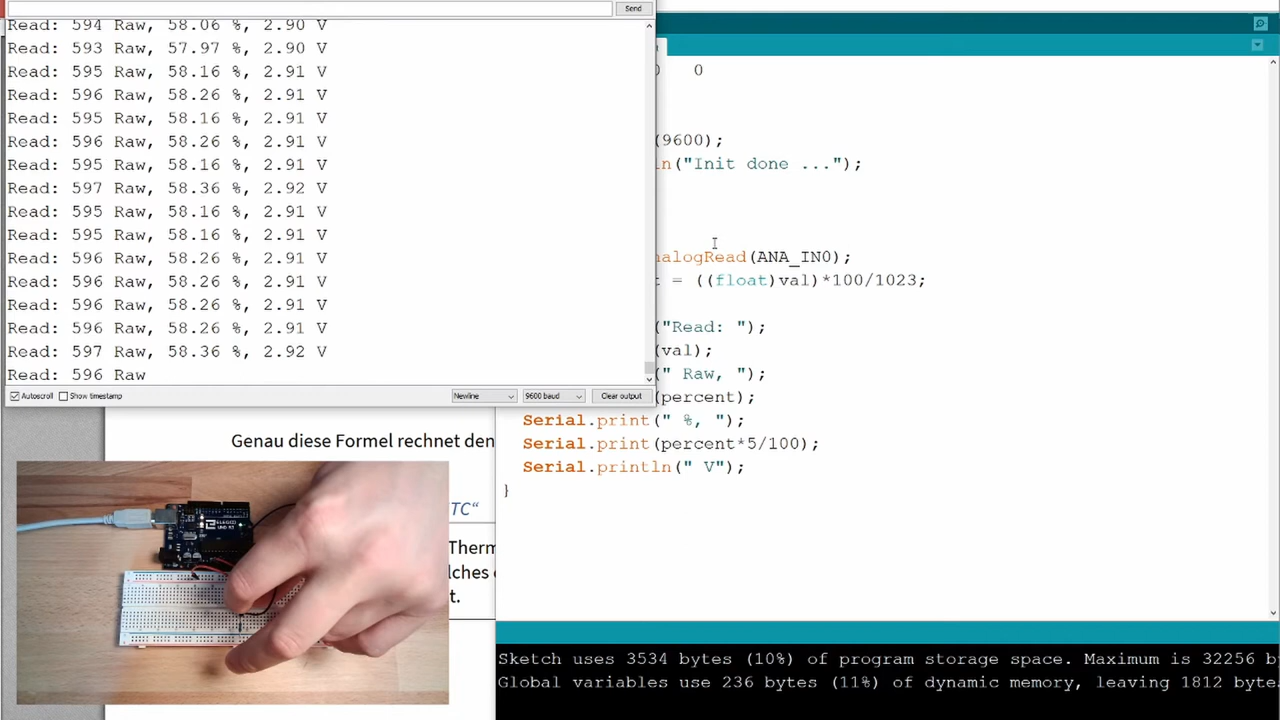 Send
Read: 594 Raw, 58.06 %, 2.90 V
Read: 593 Raw, 57.97 %, 2.90 V
Read: 595 Raw, 58.16 %, 2.91 V
Read: 596 Raw, 58.26 %, 2.91 V
Read: 595 Raw, 58.16 %, 2.91 V
Read: 596 Raw, 58.26 %, 2.91 V
Read: 595 Raw, 58.16 %, 2.91 V
Read: 597 Raw, 58.36 %, 2.92 V
Read: 595 Raw, 58.16 %, 2.91 V
Read: 595 Raw, 58.16 %, 2.91 V
Read: 596 Raw, 58.26 %, 2.91 V
Read: 596 Raw, 58.26 %, 2.91 V
Read: 596 Raw, 58.26 %, 2.91 V
Read: 596 Raw, 58.26 %, 2.91 V
Read: 597 Raw, 58.36 %, 2.92 V
Read: 596 Raw
Autoscroll Show timestamp Newline 9600 baud Clear output
0
(9600);
n("Init done ...");
nalogRead(ANA_IN0);
t = ((float)val)*100/1023;
("Read: ");
(val);
(" Raw, ");
(percent);
Serial.print(" %, ");
Serial.print(percent*5/100);
Serial.println(" V");
}
Genau diese Formel rechnet den
TC“
Therm
lches
t.
ELEGOO
UNO R3
Sketch uses 3534 bytes (10%) of program storage space. Maximum is 32256 b
Global variables use 236 bytes (11%) of dynamic memory, leaving 1812 byte